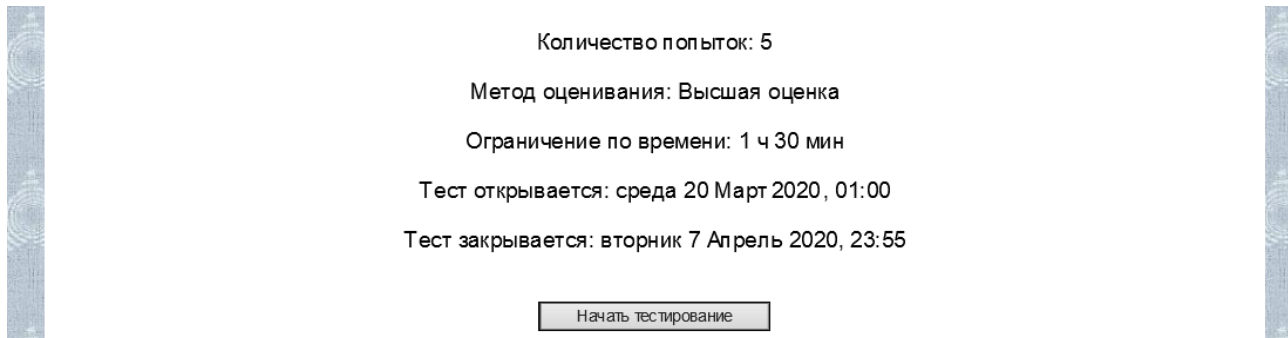 Количество попыток: 5
Метод оценивания: Высшая оценка
Ограничение по времени: 1 ч 30 мин
Тест открывается: среда 20 Март 2020, 01:00
Тест закрывается: вторник 7 Апрель 2020, 23:55
Начать тестирование